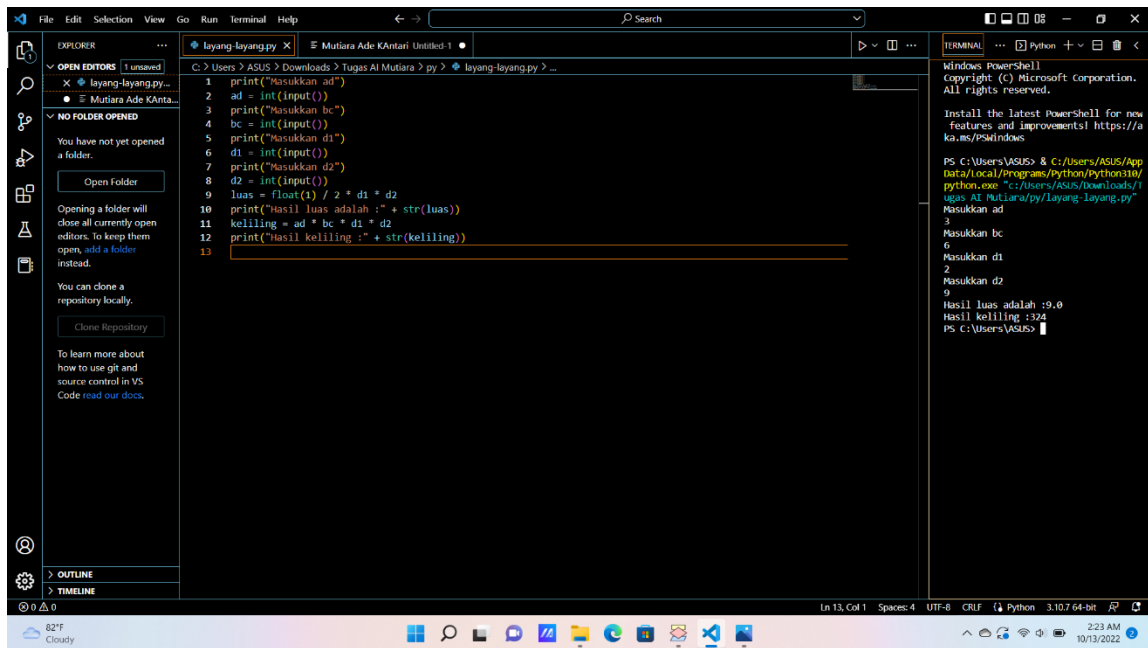 File Edit Selection View Go Run Terminal Help
Search
EXPLORER
OPEN EDITORS 1 unsaved
layang-layang.py...
Mutiara Ade KAnta...
NO FOLDER OPENED
You have not yet opened
a folder.
Open Folder
Opening a folder will
close all currently open
editors. To keep them
open, add a folder
instead.
You can clone a
repository locally.
Clone Repository
To learn more about
how to use git and
source control in VS
Code read our docs.
OUTLINE
TIMELINE
layang-layang.py
Mutiara Ade KAntari Untitled-1
C: > Users > ASUS > Downloads > Tugas AI Mutiara > py > layang-layang.py > ...
1 print("Masukkan ad")
2 ad = int(input())
3 print("Masukkan bc")
4 bc = int(input())
5 print("Masukkan d1")
6 d1 = int(input())
7 print("Masukkan d2")
8 d2 = int(input())
9 luas = float(1) / 2 * d1 * d2
10 print("Hasil luas adalah :" + str(luas))
11 keliling = ad * bc * d1 * d2
12 print("Hasil keliling :" + str(keliling))
13
TERMINAL ... Python
Windows PowerShell
Copyright (C) Microsoft Corporation.
All rights reserved.
Install the latest PowerShell for new
features and improvements! https://a
ka.ms/PSWindows
PS C:\Users\ASUS> & C:/Users/ASUS/App
Data/Local/Programs/Python/Python310/
python.exe "c:/Users/ASUS/Downloads/T
ugas AI Mutiara/py/layang-layang.py"
Masukkan ad
3
Masukkan bc
6
Masukkan d1
2
Masukkan d2
9
Hasil luas adalah :9.0
Hasil keliling :324
PS C:\Users\ASUS>
0 0
Ln 13, Col 1 Spaces: 4 UTF-8 CRLF Python 3.10.7 64-bit
82°F
Cloudy
2:23 AM
10/13/2022
2